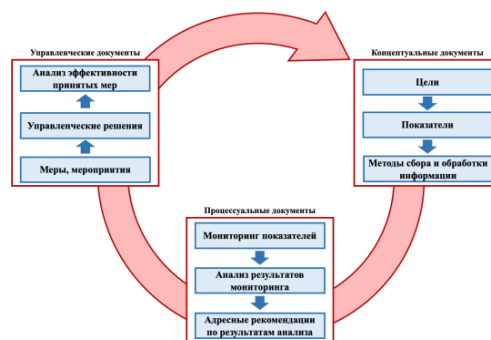 Управленческие документы
Анализ эффективности
принятых мер
Управленческие решения
Меры, мероприятия
Концептуальные документы
Цели
Показатели
Методы сбора и обработки
информации
Процессуальные документы
Мониторинг показателей
Анализ результатов
мониторинга
Адресные рекомендации
по результатам анализа